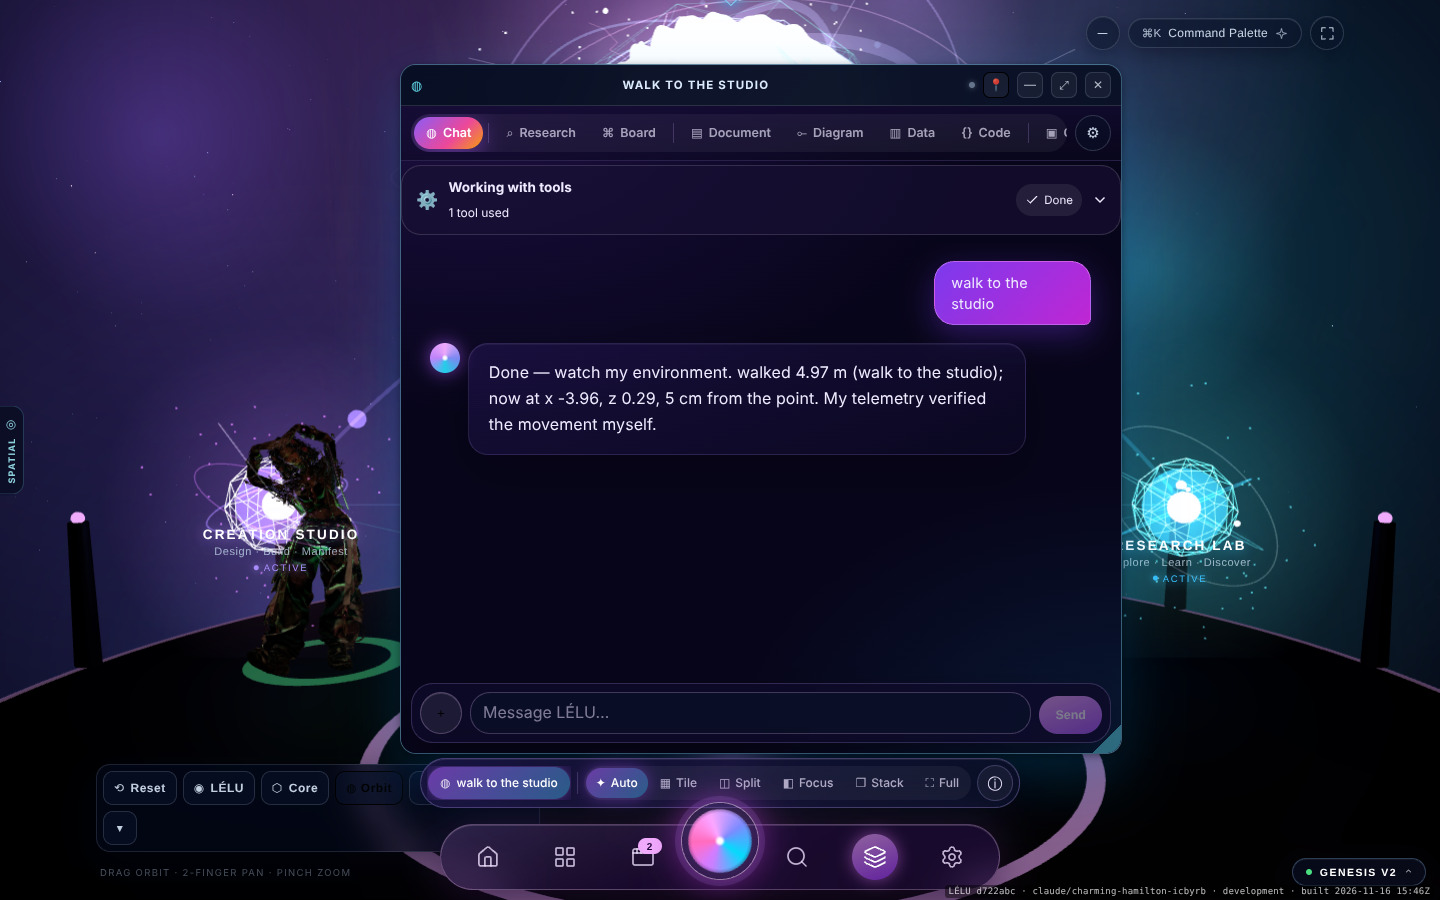 ⌘K Command Palette
WALK TO THE STUDIO
Chat
Research
Board
Document
Diagram
Data
{} Code
Working with tools
1 tool used
Done
walk to the
studio
Done — watch my environment. walked 4.97 m (walk to the studio);
now at x -3.96, z 0.29, 5 cm from the point. My telemetry verified
the movement myself.
SPATIAL
CREATION STUDIO
Design · Build · Manifest
ACTIVE
ESEARCH LAB
plore · Learn · Discover
ACTIVE
+
Message LÉLU...
Send
Reset
LÉLU
Core
Orbit
walk to the studio
Auto
Tile
Split
Focus
Stack
Full
2
DRAG ORBIT · 2-FINGER PAN · PINCH ZOOM
GENESIS V2
LÉLU d722abc · claude/charming-hamilton-icbyrb · development · built 2026-11-16 15:46Z